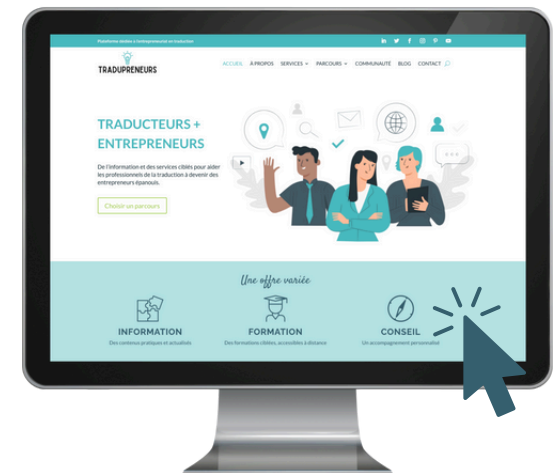 Plateforme dédiée à l'entrepreneuriat en traduction
TRADUPRENEURS
ACCUEIL À PROPOS SERVICES PARCOURS COMMUNAUTÉ BLOG CONTACT
TRADUCTEURS +
ENTREPRENEURS
De l'information et des services ciblés pour aider
les professionnels de la traduction à devenir des
entrepreneurs épanouis.
Choisir un parcours
Une offre variée
INFORMATION
Des contenus pratiques et actualisés
FORMATION
Des formations ciblées, accessibles à distance
CONSEIL
Un accompagnement personnalisé